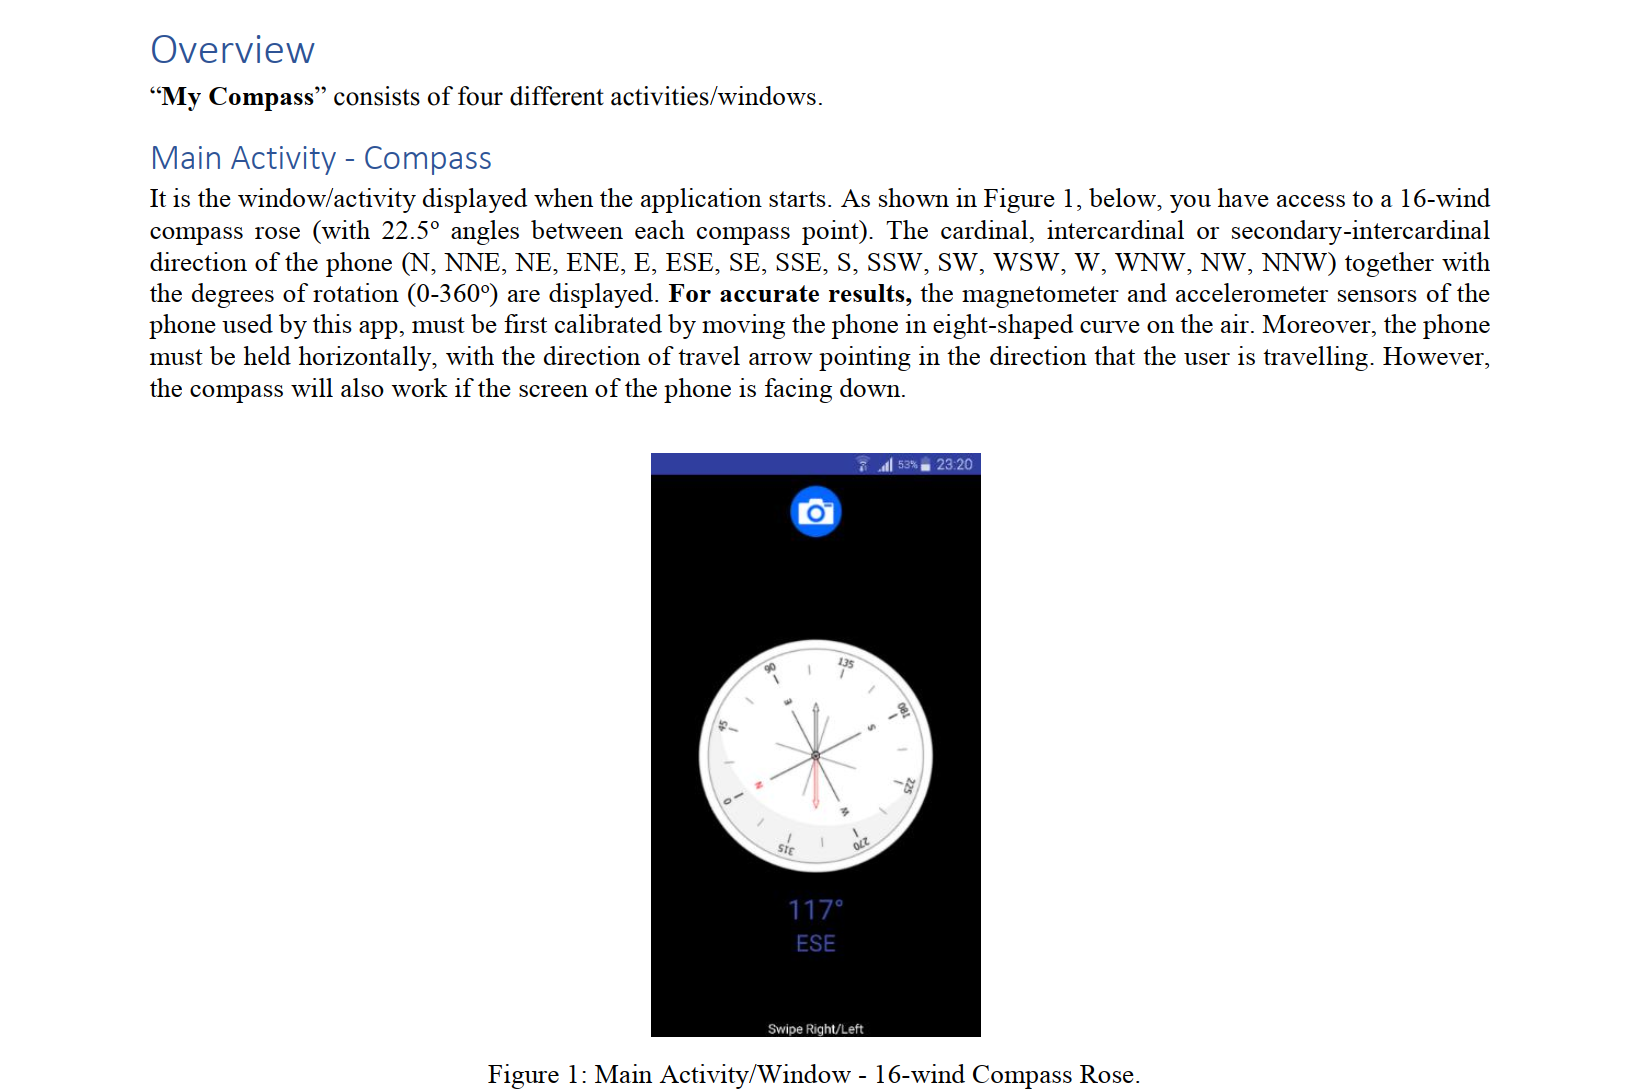 Overview
“My Compass” consists of four different activities/windows.
Main Activity - Compass
It is the window/activity displayed when the application starts. As shown in Figure 1, below, you have access to a 16-wind
compass rose (with 22.5º angles between each compass point). The cardinal, intercardinal or secondary-intercardinal
direction of the phone (N, NNE, NE, ENE, E, ESE, SE, SSE, S, SSW, SW, WSW, W, WNW, NW, NNW) together with
the degrees of rotation (0-360º) are displayed. For accurate results, the magnetometer and accelerometer sensors of the
phone used by this app, must be first calibrated by moving the phone in eight-shaped curve on the air. Moreover, the phone
must be held horizontally, with the direction of travel arrow pointing in the direction that the user is travelling. However,
the compass will also work if the screen of the phone is facing down.
53% 23:20
90
135
45
E
180
S
N
0
W
225
315
270
117°
ESE
Swipe Right/Left
Figure 1: Main Activity/Window - 16-wind Compass Rose.